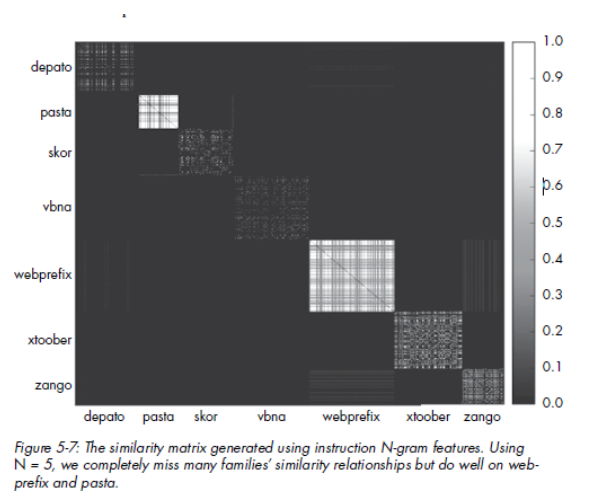 depato
pasta
skor
vbna
webprefix
xtoober
zango
depato pasta skor vbna webprefix xtoober zango
1.0
0.9
0.8
0.7
0.6
0.5
0.4
0.3
0.2
0.1
0.0
Figure 5-7: The similarity matrix generated using instruction N-gram features. Using
N = 5, we completely miss many families' similarity relationships but do well on web-
prefix and pasta.